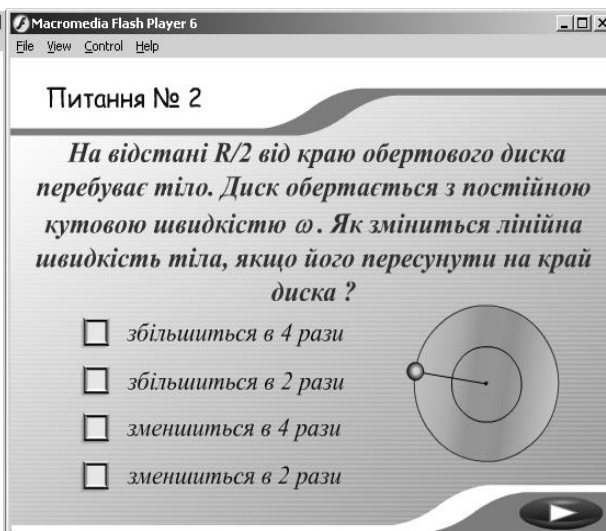 Macromedia Flash Player 6
File View Control Help
Питання № 2
На відстані R/2 від краю обертового диска
перебуває тіло. Диск обертається з постійною
кутовою швидкістю ω. Як зміниться лінійна
швидкість тіла, якщо його пересунути на край
диска ?
збільшиться в 4 рази
збільшиться в 2 рази
зменшиться в 4 рази
зменшиться в 2 рази